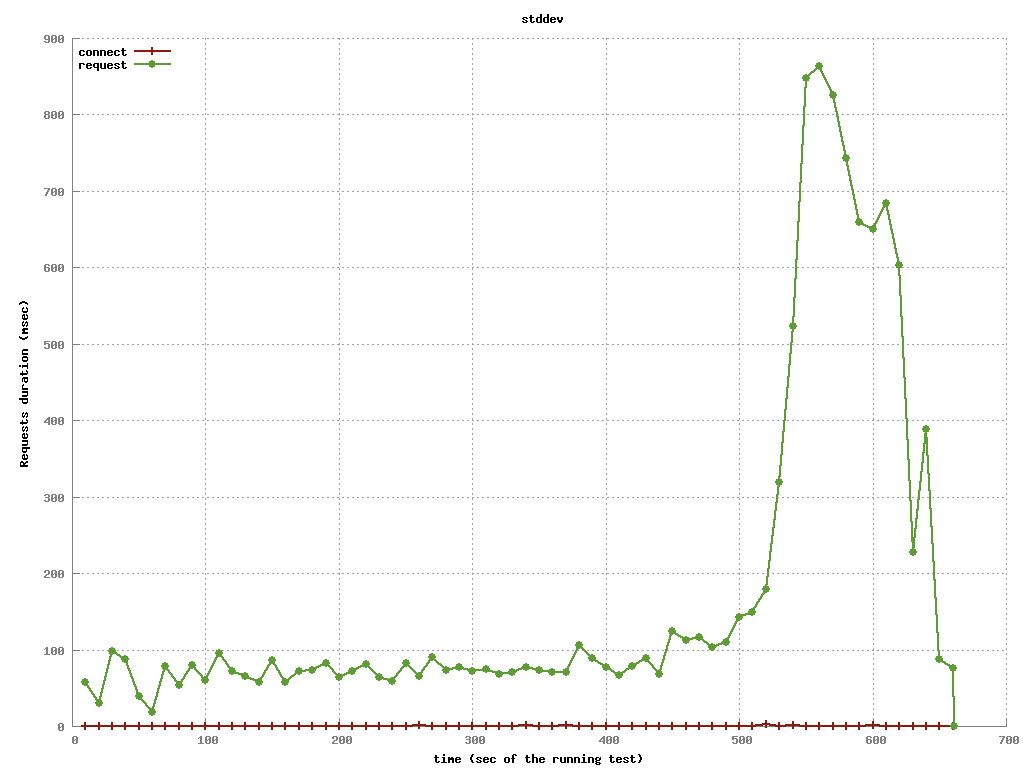 stddev
900
connect
request
800
700
600
500
400
300
200
100
0
Requests duration (msec)
0 100 200 300 400 500 600 700
time (sec of the running test)